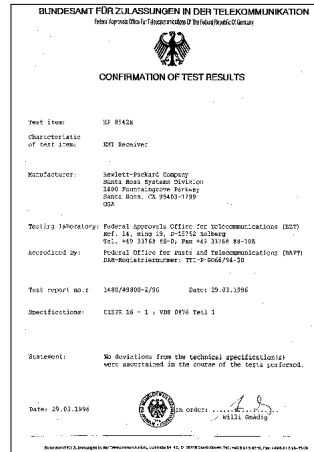 BUNDESAMT FÜR ZULASSUNGEN IN DER TELEKOMMUNIKATION
Federal Approvals Office for Telecommunications Of The Federal Republic Of Germany
CONFIRMATION OF TEST RESULTS
Test item: HP 8542E
Characteristic
of test item: EMI Receiver
Manufacturer: Hewlett-Packard Company
Santa Rosa Systems Division
1400 Fountaingrove Parkway
Santa Rosa, CA 95403-1799
USA
Testing laboratory: Federal Approvals Office for Telecommunications (BZT)
Ref. 14, Ring 19, D-15752 Kolberg
Tel. +49 33768 88-0; Fax +49 33768
Accredited by: Federal Office for Posts and Telecommunications (BAPT)
DAR-Registriernummer: TTI-P-G066/94-30
Test report no.: 1480/49800-2/96 Date: 29.03.1996
Specifications: CISPR 16 - 1 ; VDE 0876 Teil 1
Statement: No deviations from the technical specification(s)
were ascertained in the course of the tests performed.
Date: 29.03.1996 in order:
Willi Gnädig